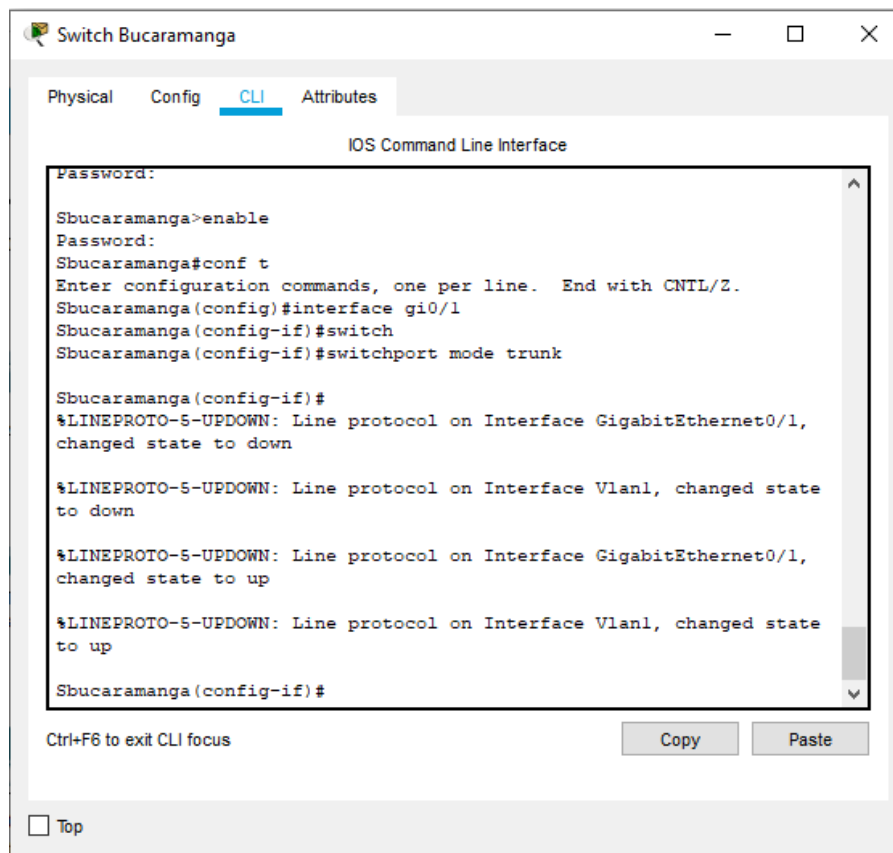 Switch Bucaramanga
Physical Config CLI Attributes
IOS Command Line Interface
Password:
Sbucaramanga>enable
Password:
Sbucaramanga#conf t
Enter configuration commands, one per line.  End with CNTL/Z.
Sbucaramanga(config)#interface gi0/1
Sbucaramanga(config-if)#switch
Sbucaramanga(config-if)#switchport mode trunk
Sbucaramanga(config-if)#
%LINEPROTO-5-UPDOWN: Line protocol on Interface GigabitEthernet0/1,
changed state to down
%LINEPROTO-5-UPDOWN: Line protocol on Interface Vlan1, changed state
to down
%LINEPROTO-5-UPDOWN: Line protocol on Interface GigabitEthernet0/1,
changed state to up
%LINEPROTO-5-UPDOWN: Line protocol on Interface Vlan1, changed state
to up
Sbucaramanga(config-if)#
Ctrl+F6 to exit CLI focus Copy Paste
Top